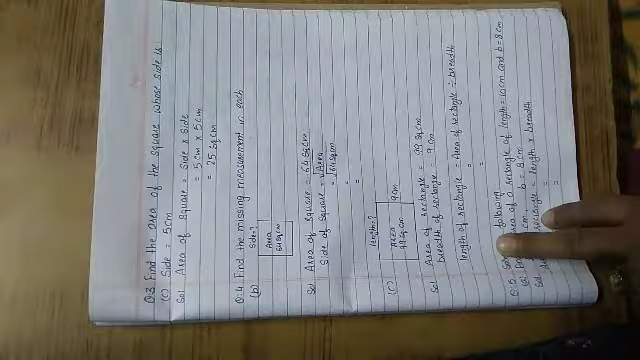 Q.3 Find the area of the square whose side is:
(c) Side = 5cm
Sol Area of square = side x side
= 5cm x 5cm
= 25 sq cm
Q.4 Find the missing measurement in each
(b) Side=?
Area
64 sq cm
Sol Area of square = 64 sq cm
Side of square = √Area
= √64 sq cm
=
=
length=?
(c) Area
99 sq cm
9cm
Sol Area of rectangle = 99 sq cm
breadth of rectangle = 9 cm
length of rectangle = Area of rectangle ÷ breadth
=
=
Q.5 following
(a) area of a rectangle of length = 10cm and b = 8cm
cm b = 8cm
Sol rectangle = length x breadth
=
=